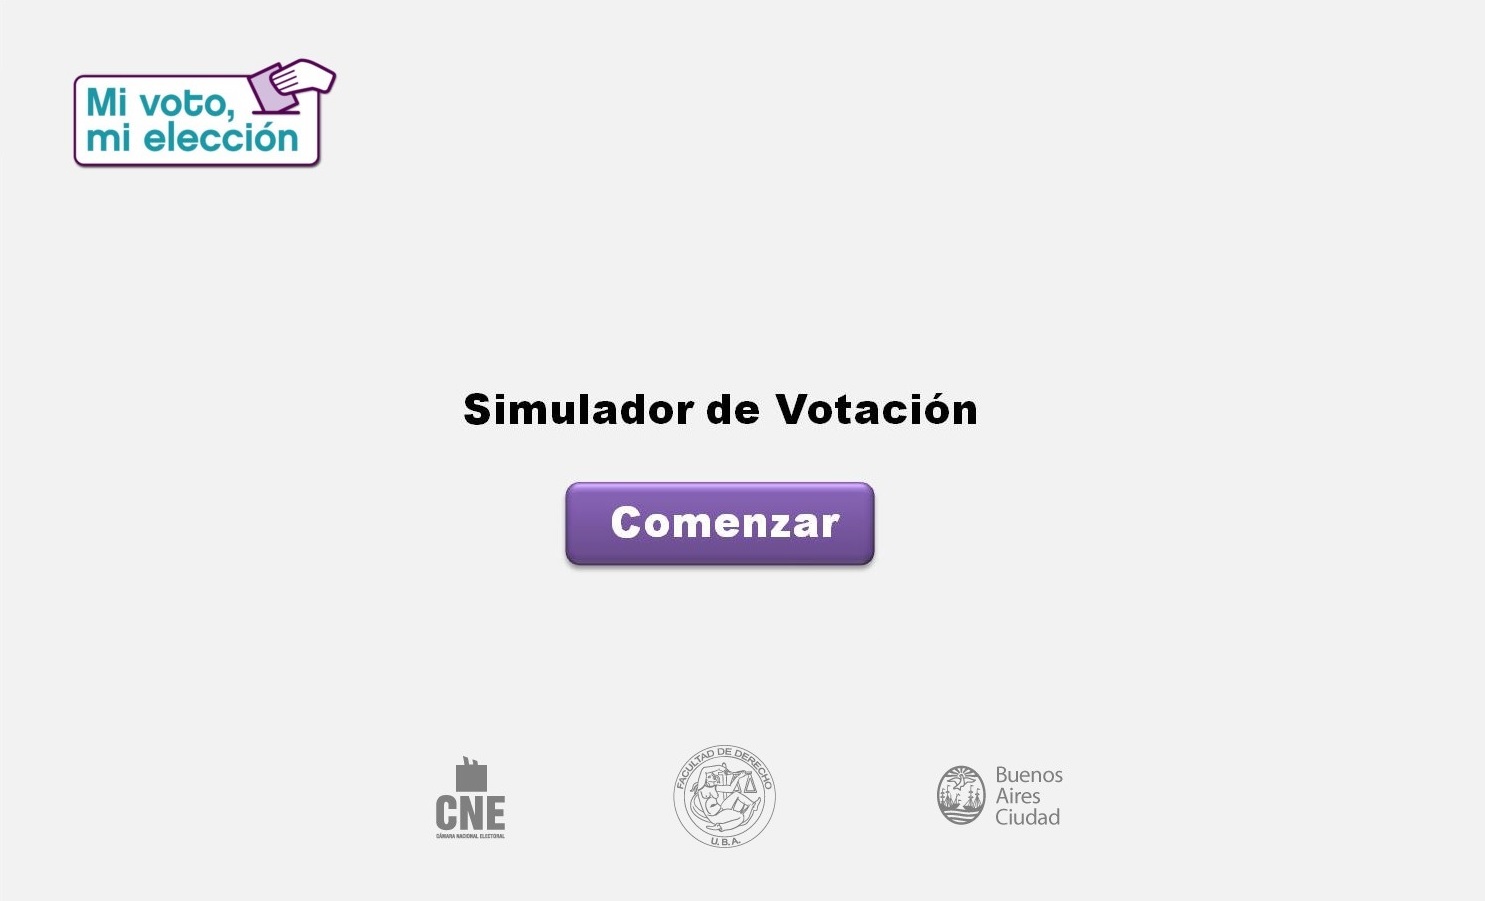 Mi voto,
mi elección
Simulador de Votación
Comenzar
CNE
CÁMARA NACIONAL ELECTORAL
FACULTAD DE DERECHO
U.B.A.
Buenos
Aires
Ciudad